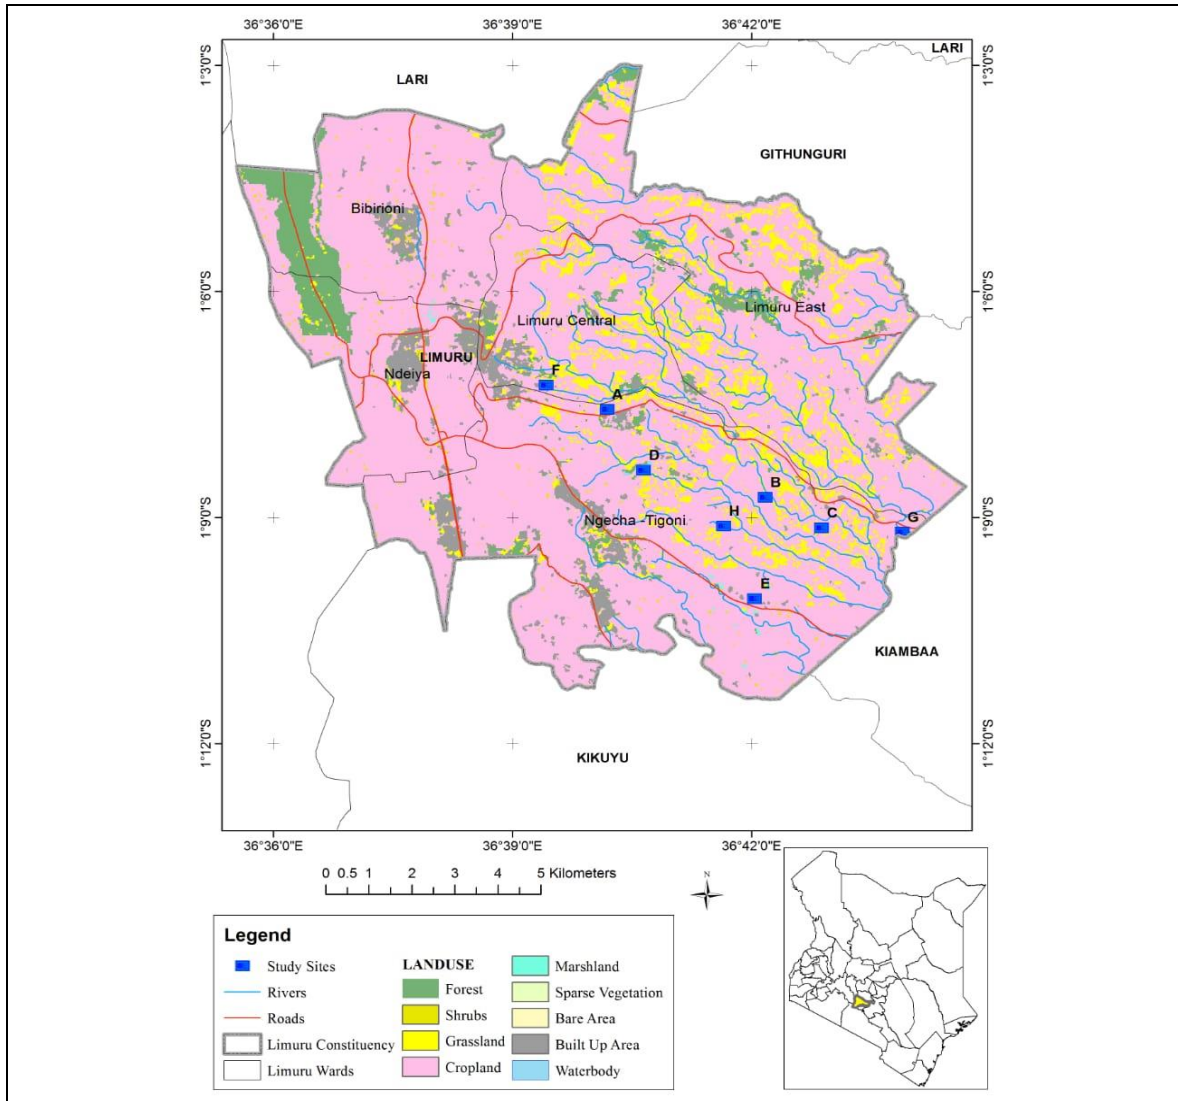 36°36'0"E 36°39'0"E 36°42'0"E
LARI
1°3'0"S
1°3'0"S
LARI
GITHUNGURI
Bibirioni
1°6'0"S
1°6'0"S
Limuru East
Limuru Central
LIMURU
Ndeiya
F
A
D
B
H
C
G
1°9'0"S
1°9'0"S
Ngecha -Tigoni
E
KIAMBAA
1°12'0"S
1°12'0"S
KIKUYU
36°36'0"E 36°39'0"E 36°42'0"E
0 0.5 1 2 3 4 5 Kilometers
N
Legend
Study Sites
Rivers
Roads
Limuru Constituency
Limuru Wards
LANDUSE
Forest
Shrubs
Grassland
Cropland
Marshland
Sparse Vegetation
Bare Area
Built Up Area
Waterbody